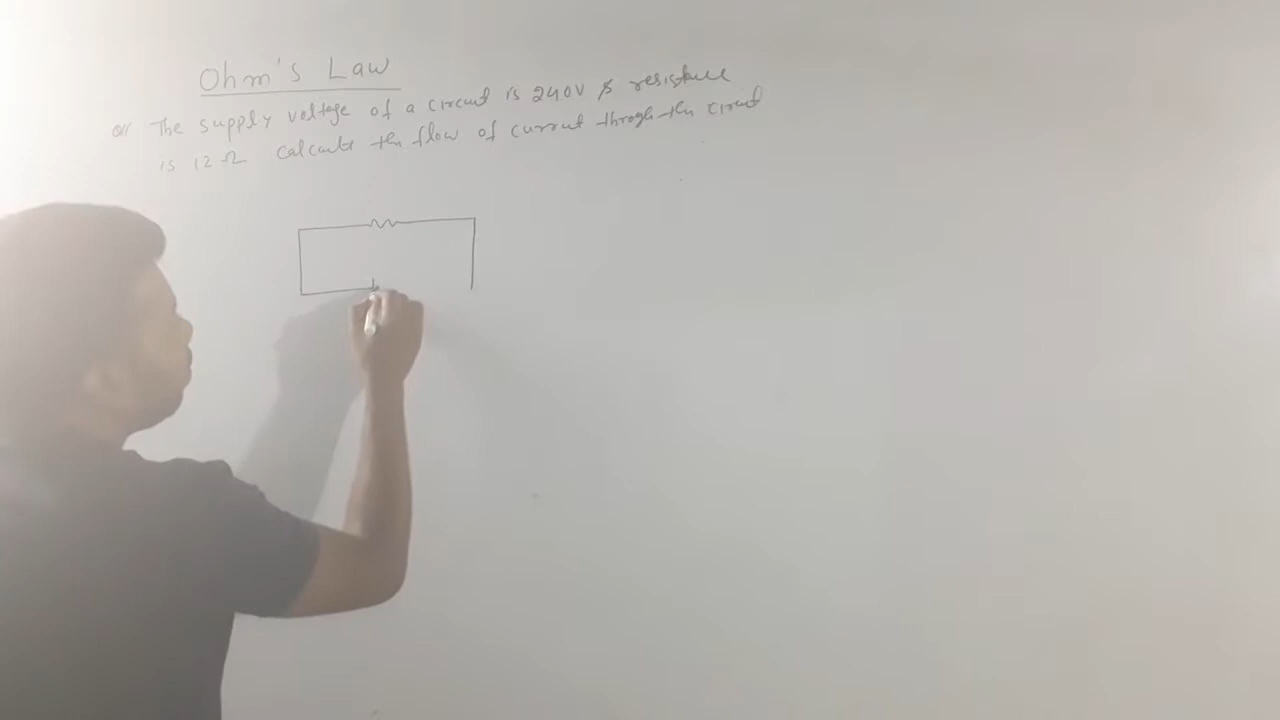 Ohm's Law
Q1/ The supply voltage of a circuit is 240V & resistance
is 12 Ω Calculate the flow of current through the circuit